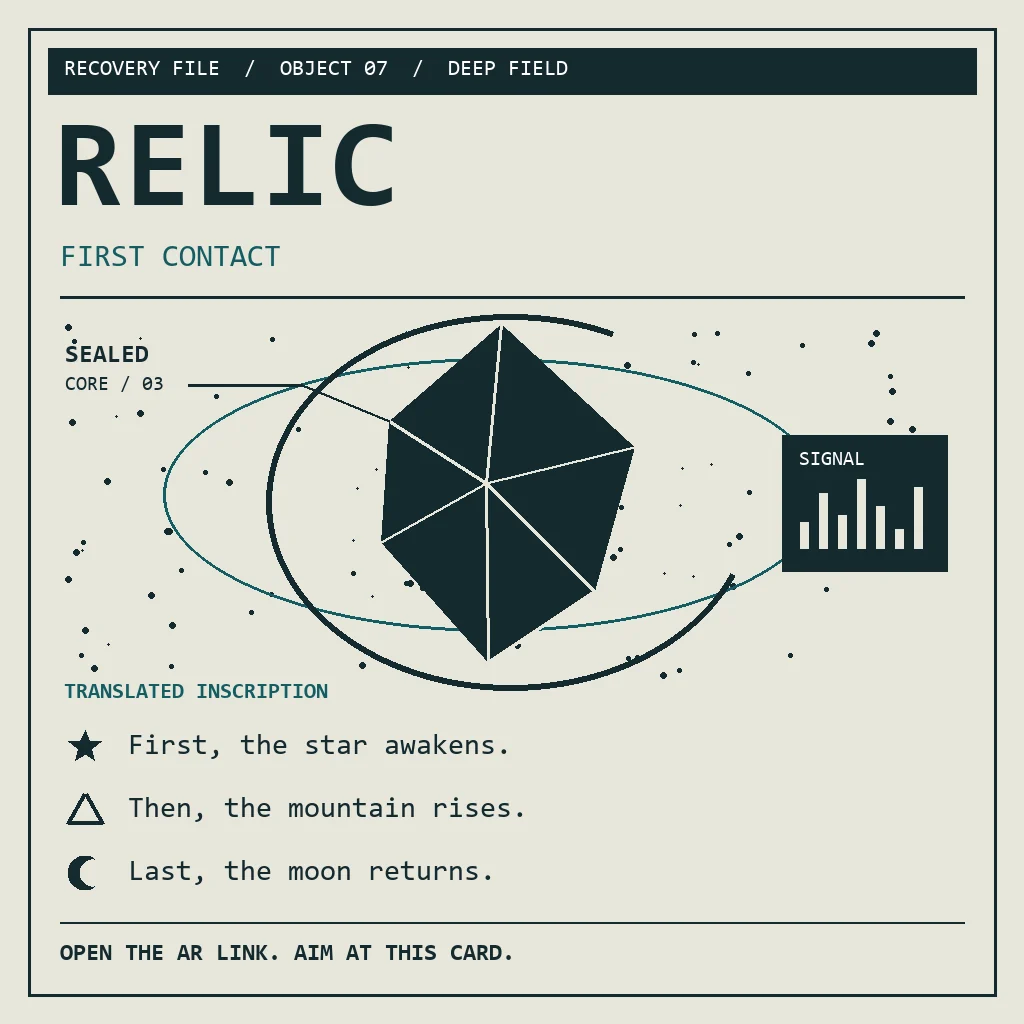 RECOVERY FILE / OBJECT 07 / DEEP FIELD
RELIC
FIRST CONTACT
SEALED
CORE / 03
SIGNAL
TRANSLATED INSCRIPTION
First, the star awakens.
Then, the mountain rises.
Last, the moon returns.
OPEN THE AR LINK. AIM AT THIS CARD.